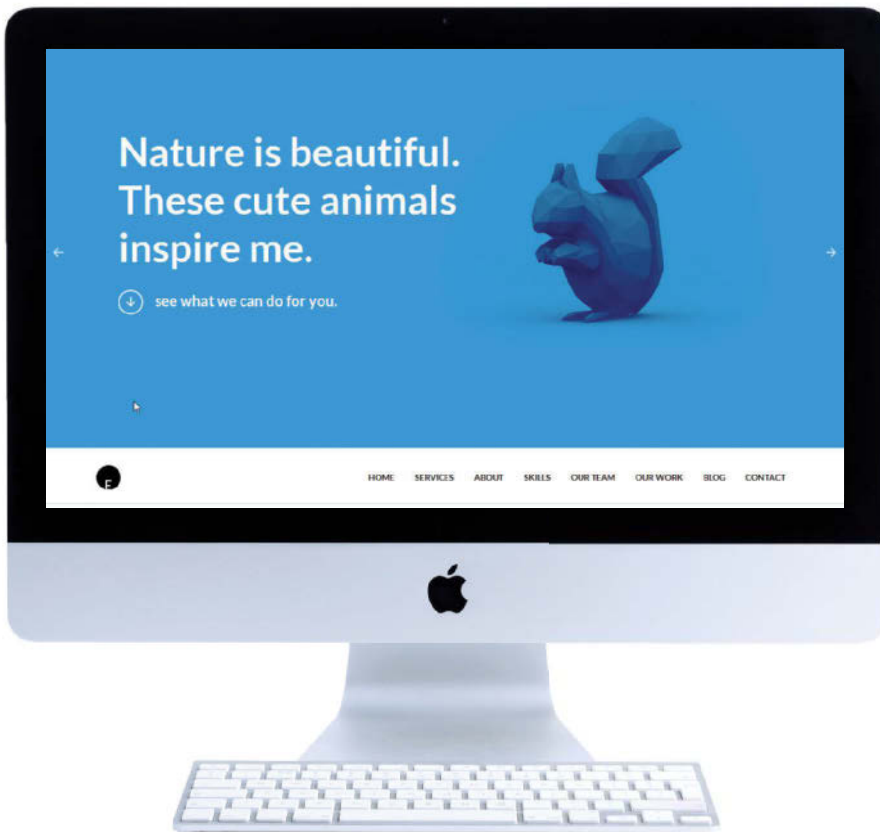 Nature is beautiful.
These cute animals
inspire me.
see what we can do for you.
F
HOME SERVICES ABOUT SKILLS OUR TEAM OUR WORK BLOG CONTACT